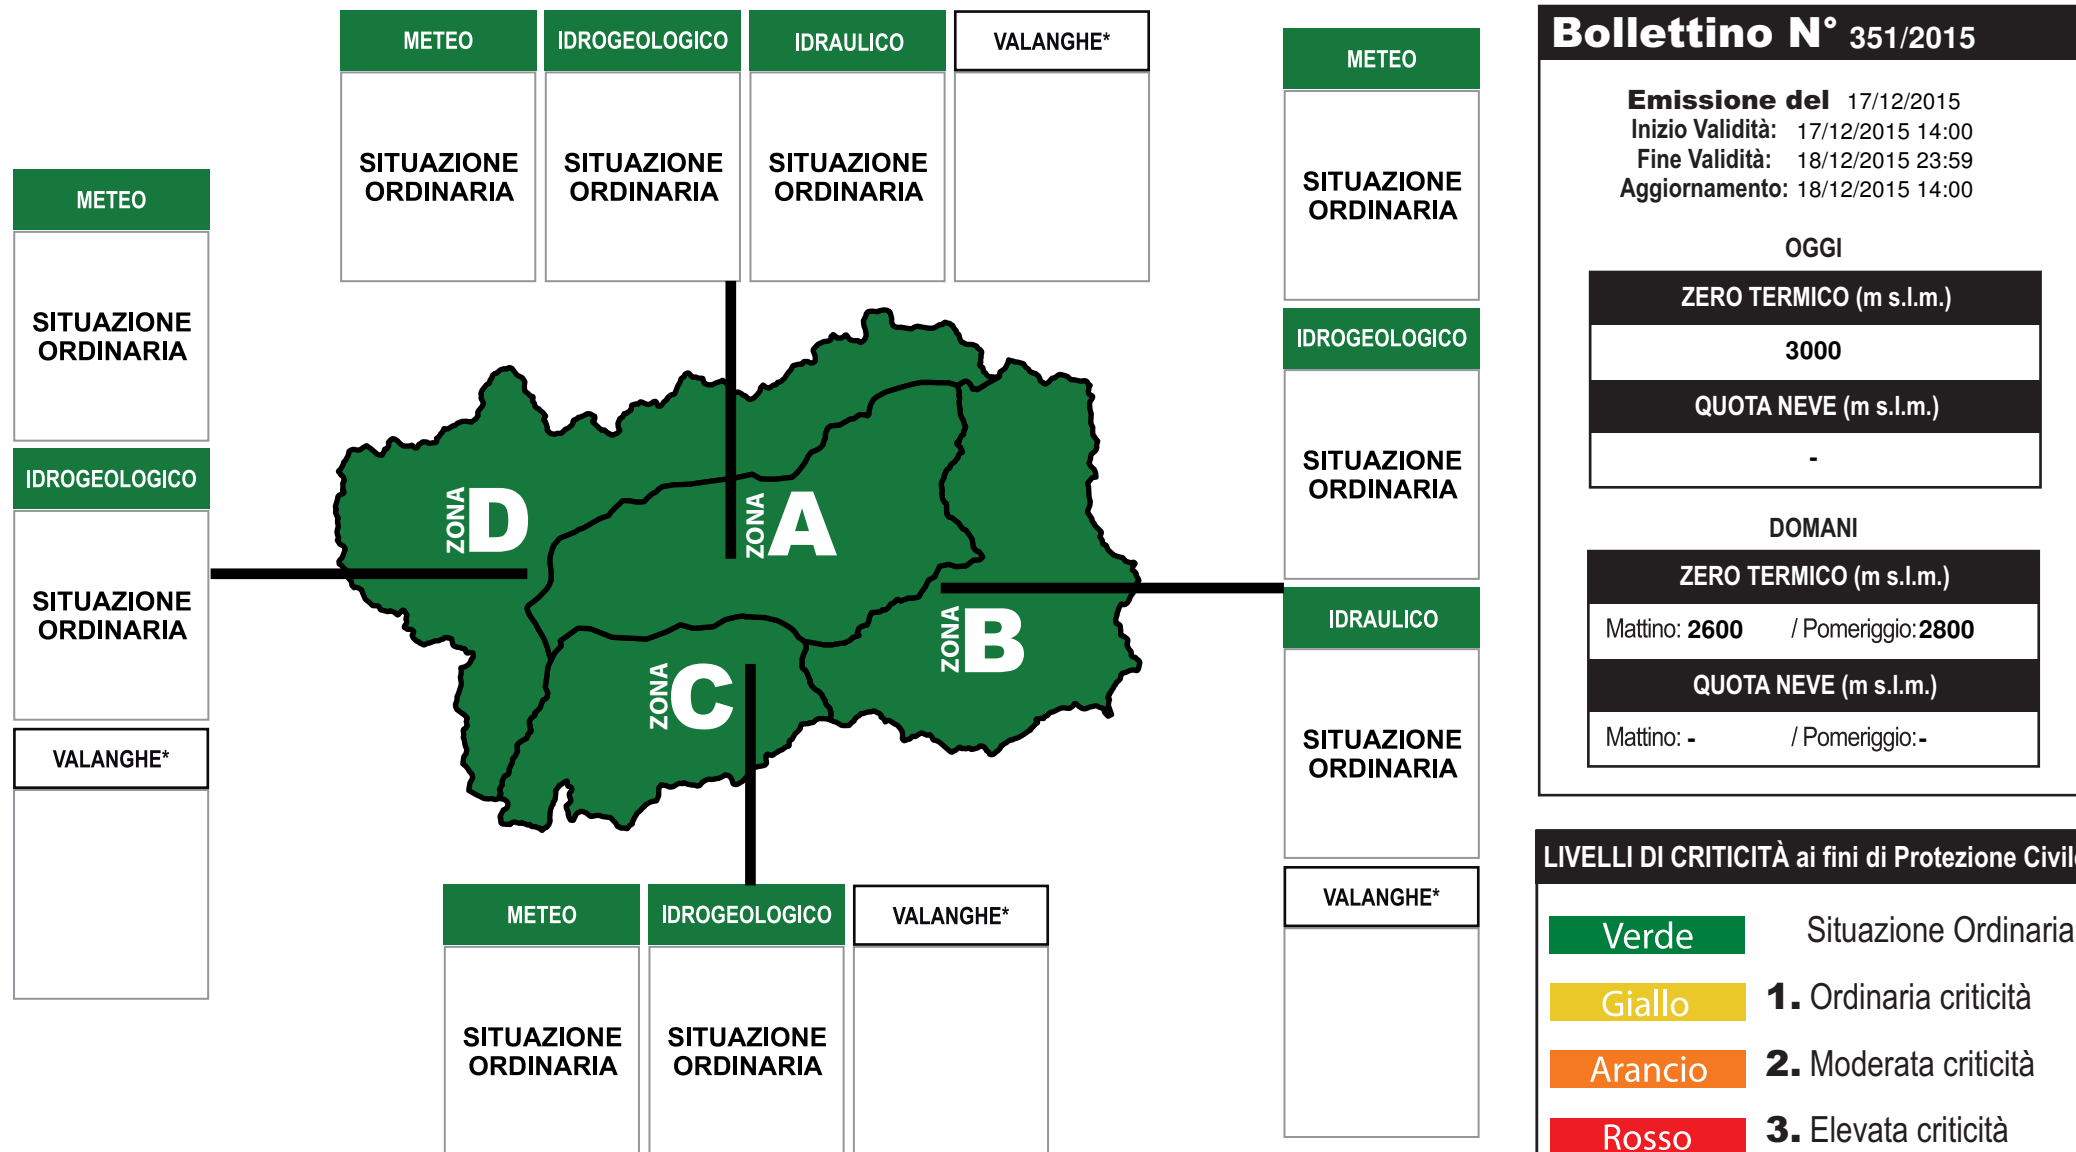 METEO IDROGEOLOGICO IDRAULICO VALANGHE*
SITUAZIONE ORDINARIA SITUAZIONE ORDINARIA SITUAZIONE ORDINARIA
METEO
SITUAZIONE
ORDINARIA
IDROGEOLOGICO
SITUAZIONE
ORDINARIA
VALANGHE*
ZONA D
ZONA A
ZONA B
ZONA C
METEO
SITUAZIONE
ORDINARIA
IDROGEOLOGICO
SITUAZIONE
ORDINARIA
IDRAULICO
SITUAZIONE
ORDINARIA
VALANGHE*
METEO IDROGEOLOGICO VALANGHE*
SITUAZIONE ORDINARIA SITUAZIONE ORDINARIA
Bollettino N° 351/2015
Emissione del 17/12/2015
Inizio Validità: 17/12/2015 14:00
Fine Validità: 18/12/2015 23:59
Aggiornamento: 18/12/2015 14:00
OGGI
ZERO TERMICO (m s.l.m.)
3000
QUOTA NEVE (m s.l.m.)
-
DOMANI
ZERO TERMICO (m s.l.m.)
Mattino: 2600 / Pomeriggio: 2800
QUOTA NEVE (m s.l.m.)
Mattino: - / Pomeriggio: -
LIVELLI DI CRITICITÀ ai fini di Protezione Civil
Verde Situazione Ordinaria
Giallo 1. Ordinaria criticità
Arancio 2. Moderata criticità
Rosso 3. Elevata criticità